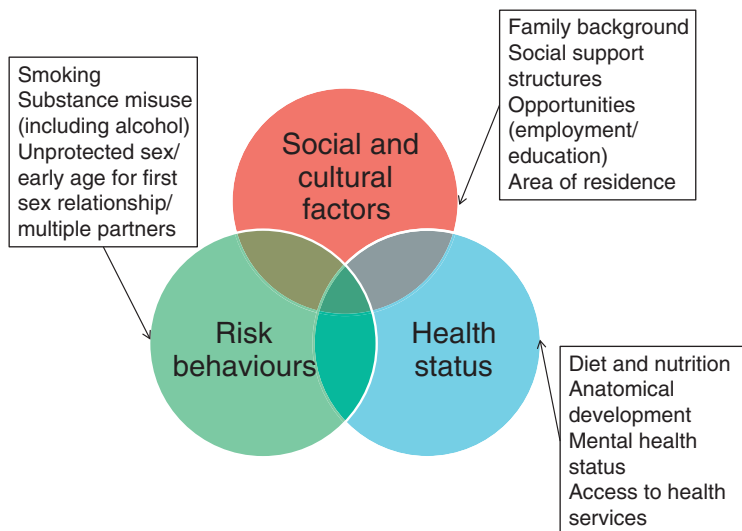 Smoking
Substance misuse
(including alcohol)
Unprotected sex/
early age for first
sex relationship/
multiple partners
Family background
Social support
structures
Opportunities
(employment/
education)
Area of residence
Social and
cultural
factors
Risk
behaviours
Health
status
Diet and nutrition
Anatomical
development
Mental health
status
Access to health
services